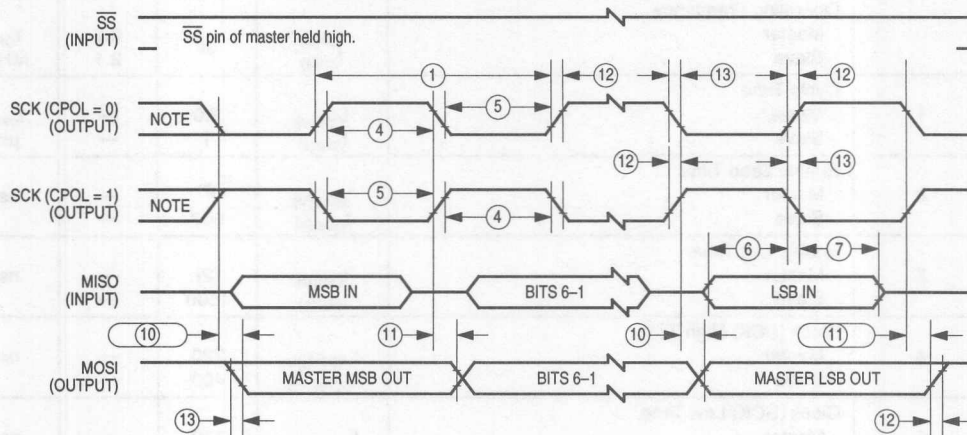 SS
(INPUT)
SS pin of master held high.
1
12
13
12
SCK (CPOL = 0)
(OUTPUT)
NOTE
5
4
12
13
SCK (CPOL = 1)
(OUTPUT)
NOTE
5
4
6
7
MISO
(INPUT)
MSB IN
BITS 6–1
LSB IN
10
11
10
11
MOSI
(OUTPUT)
MASTER MSB OUT
BITS 6–1
MASTER LSB OUT
13
12